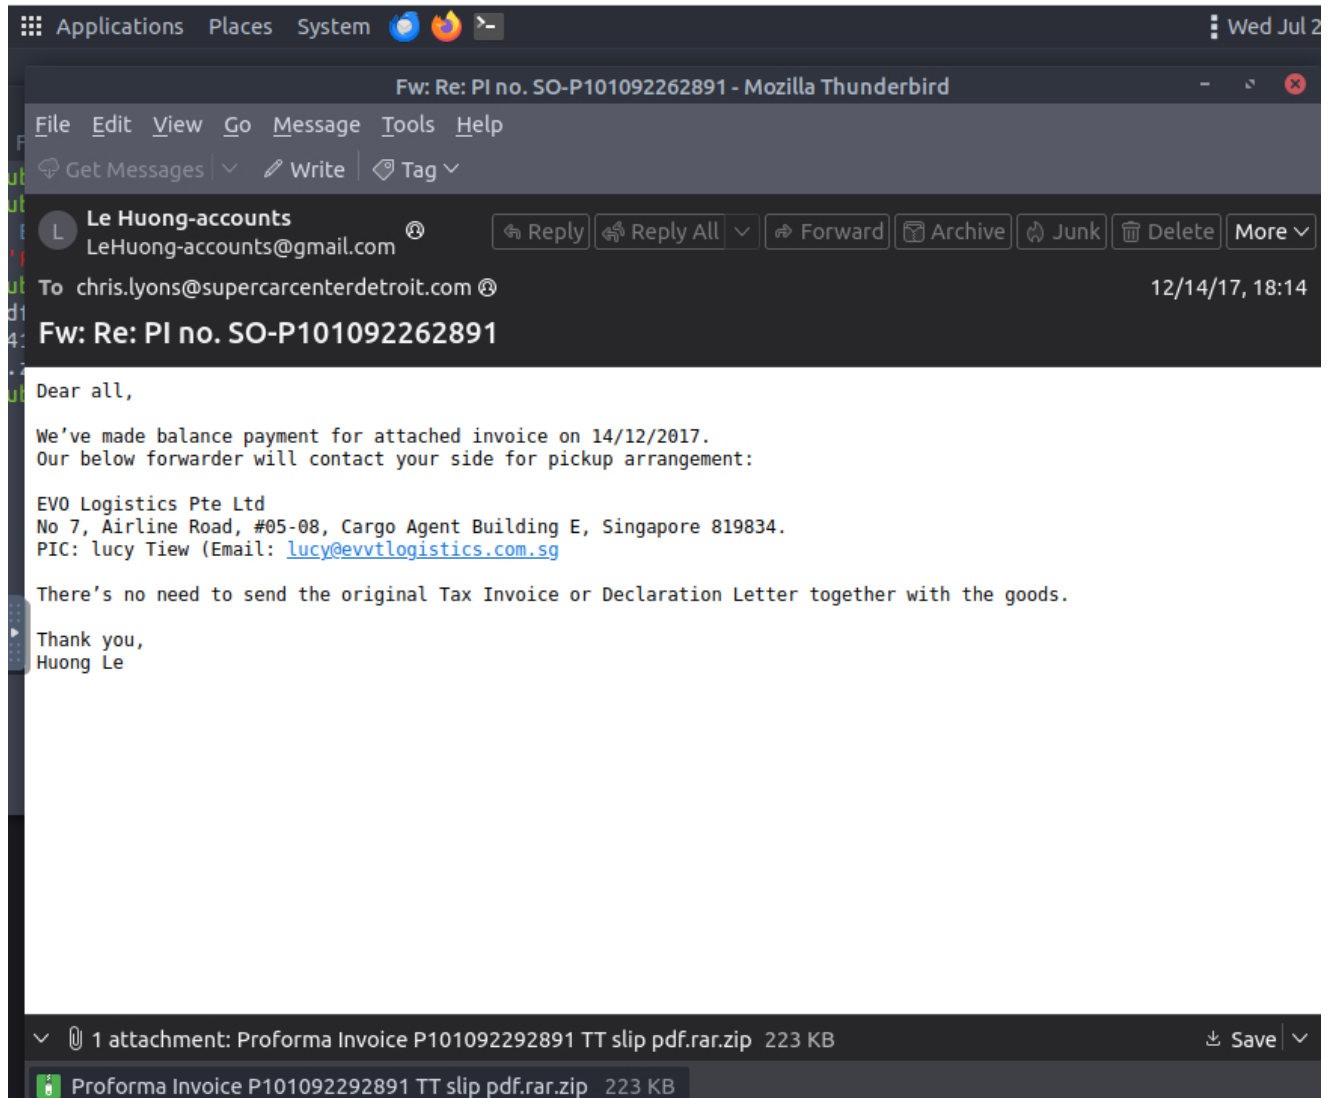 Applications Places System Wed Jul 2
Fw: Re: PI no. SO-P101092262891 - Mozilla Thunderbird
File Edit View Go Message Tools Help
Get Messages Write Tag
L Le Huong-accounts
LeHuong-accounts@gmail.com
Reply Reply All Forward Archive Junk Delete More
To chris.lyons@supercarcenterdetroit.com 12/14/17, 18:14
Fw: Re: PI no. SO-P101092262891
Dear all,
We’ve made balance payment for attached invoice on 14/12/2017.
Our below forwarder will contact your side for pickup arrangement:
EVO Logistics Pte Ltd
No 7, Airline Road, #05-08, Cargo Agent Building E, Singapore 819834.
PIC: lucy Tiew (Email: lucy@evvtlogistics.com.sg
There’s no need to send the original Tax Invoice or Declaration Letter together with the goods.
Thank you,
Huong Le
1 attachment: Proforma Invoice P101092292891 TT slip pdf.rar.zip 223 KB Save
Proforma Invoice P101092292891 TT slip pdf.rar.zip 223 KB